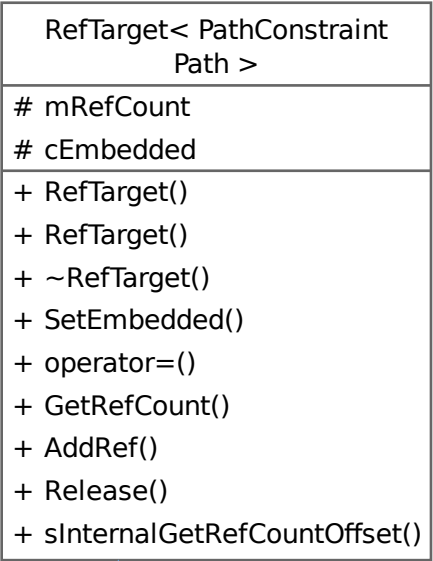 RefTarget< PathConstraint
Path >
# mRefCount
# cEmbedded
+ RefTarget()
+ RefTarget()
+ ~RefTarget()
+ SetEmbedded()
+ operator=()
+ GetRefCount()
+ AddRef()
+ Release()
+ sInternalGetRefCountOffset()